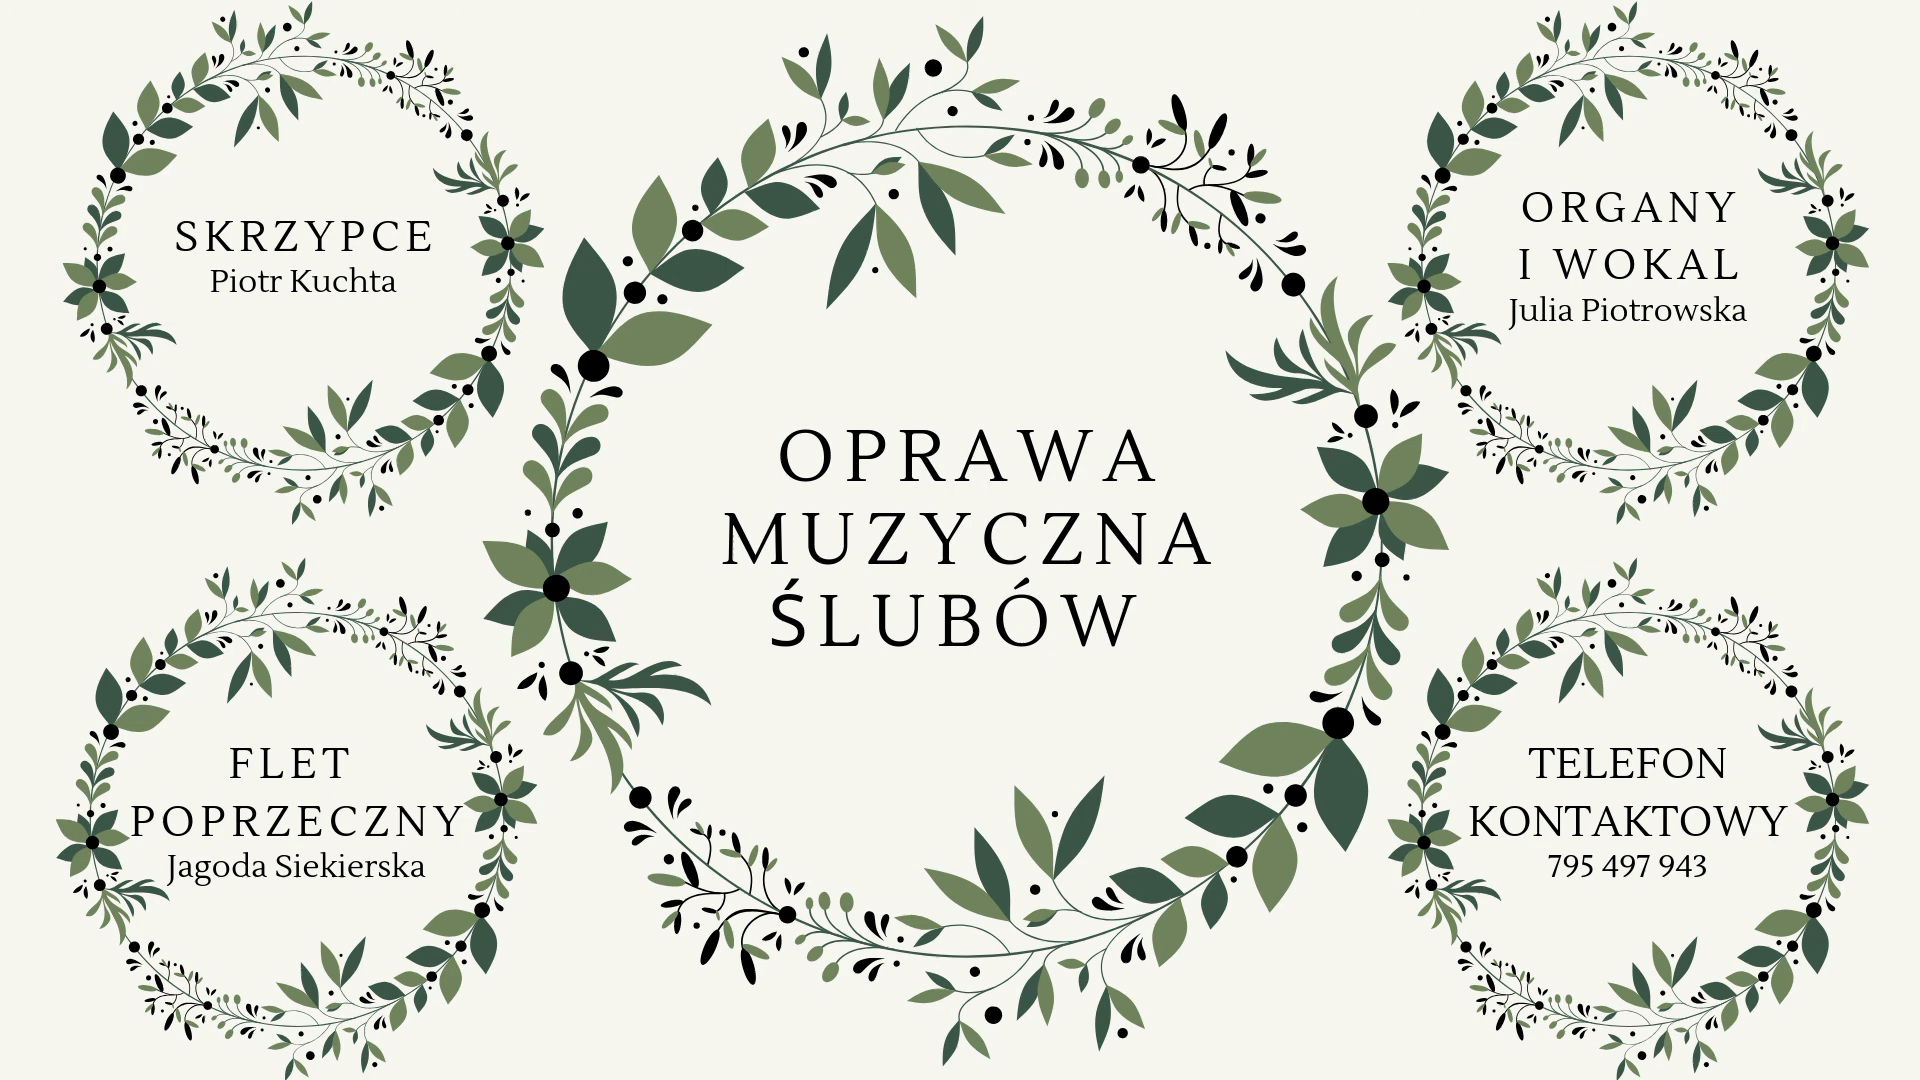 SKRZYPCE
Piotr Kuchta
OPRAWA
MUZYCZNA
ŚLUBÓW
ORGANY
I WOKAL
Julia Piotrowska
FLET
POPRZECZNY
Jagoda Siekierska
TELEFON
KONTAKTOWY
795 497 943